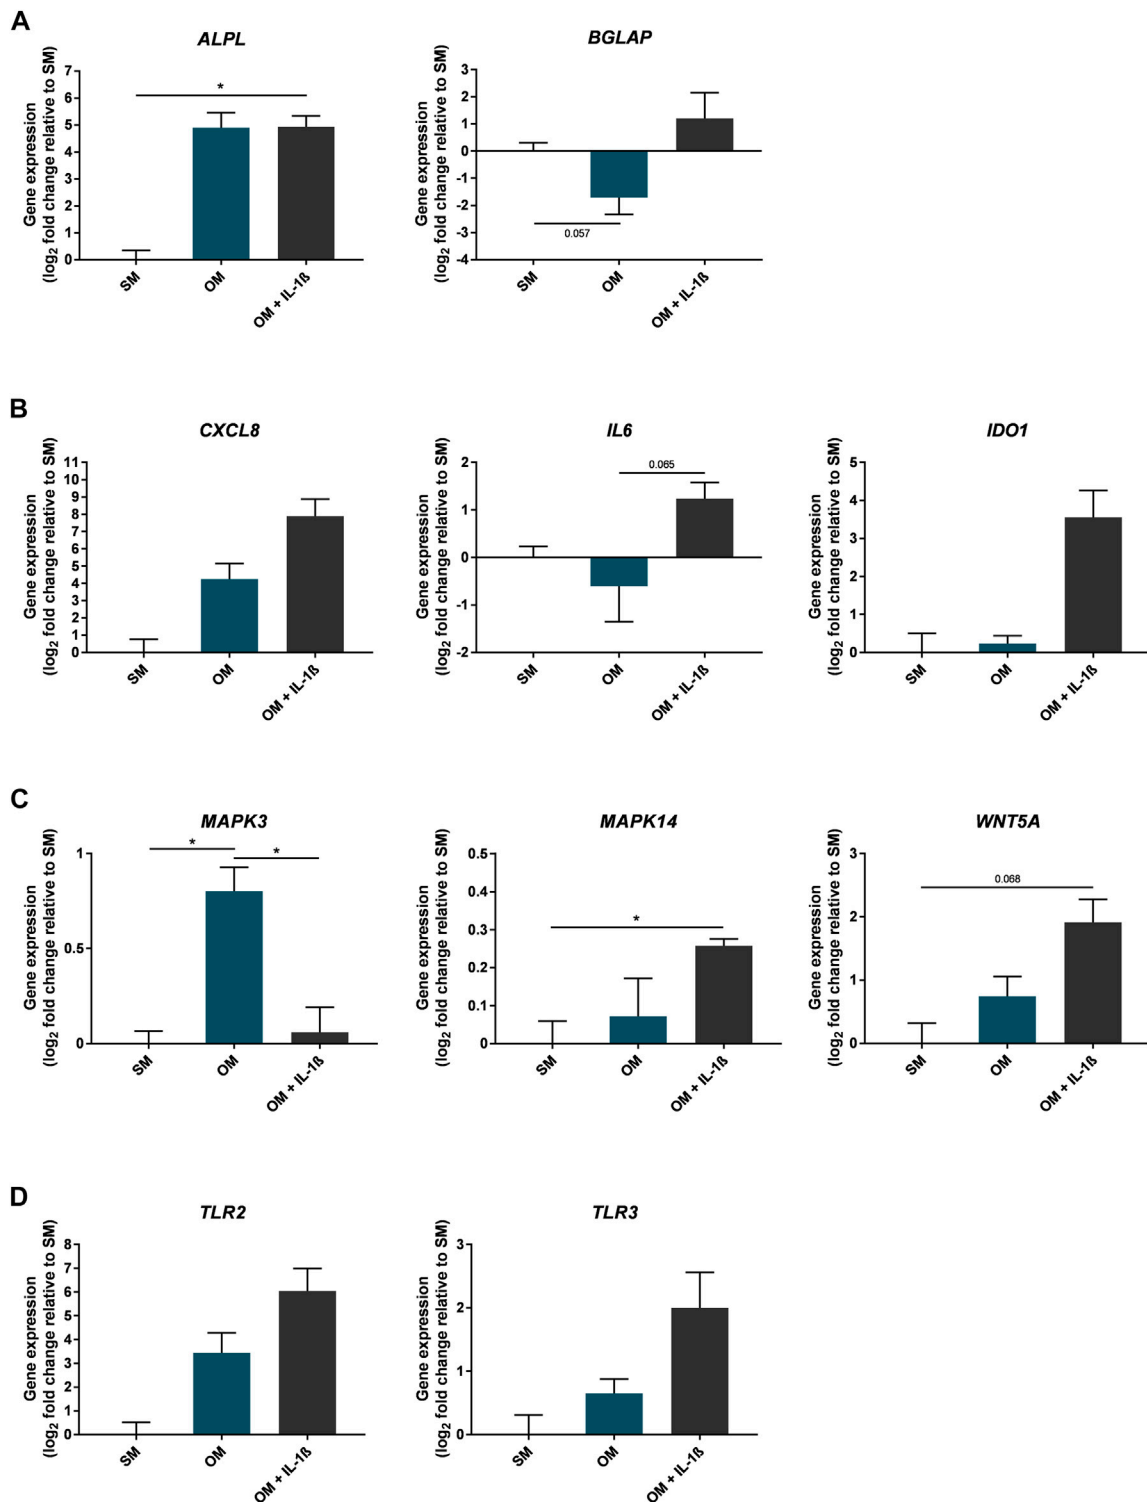 A
ALPL
Gene expression
(log2 fold change relative to SM)
7
6
5
4
3
2
1
0
*
SM
OM
OM + IL-1ß
BGLAP
Gene expression
(log2 fold change relative to SM)
3
2
1
0
-1
-2
-3
-4
0.057
SM
OM
OM + IL-1ß
B
CXCL8
Gene expression
(log2 fold change relative to SM)
11
10
9
8
7
6
5
4
3
2
1
0
SM
OM
OM + IL-1ß
IL6
Gene expression
(log2 fold change relative to SM)
2
1
0
-1
-2
0.065
SM
OM
OM + IL-1ß
IDO1
Gene expression
(log2 fold change relative to SM)
5
4
3
2
1
0
SM
OM
OM + IL-1ß
C
MAPK3
Gene expression
(log2 fold change relative to SM)
1
0.5
0
*
*
SM
OM
OM + IL-1ß
MAPK14
Gene expression
(log2 fold change relative to SM)
0.5
0.4
0.3
0.2
0.1
0
*
SM
OM
OM + IL-1ß
WNT5A
Gene expression
(log2 fold change relative to SM)
3
2
1
0
0.068
SM
OM
OM + IL-1ß
D
TLR2
Gene expression
(log2 fold change relative to SM)
8
7
6
5
4
3
2
1
0
SM
OM
OM + IL-1ß
TLR3
Gene expression
(log2 fold change relative to SM)
3
2
1
0
SM
OM
OM + IL-1ß